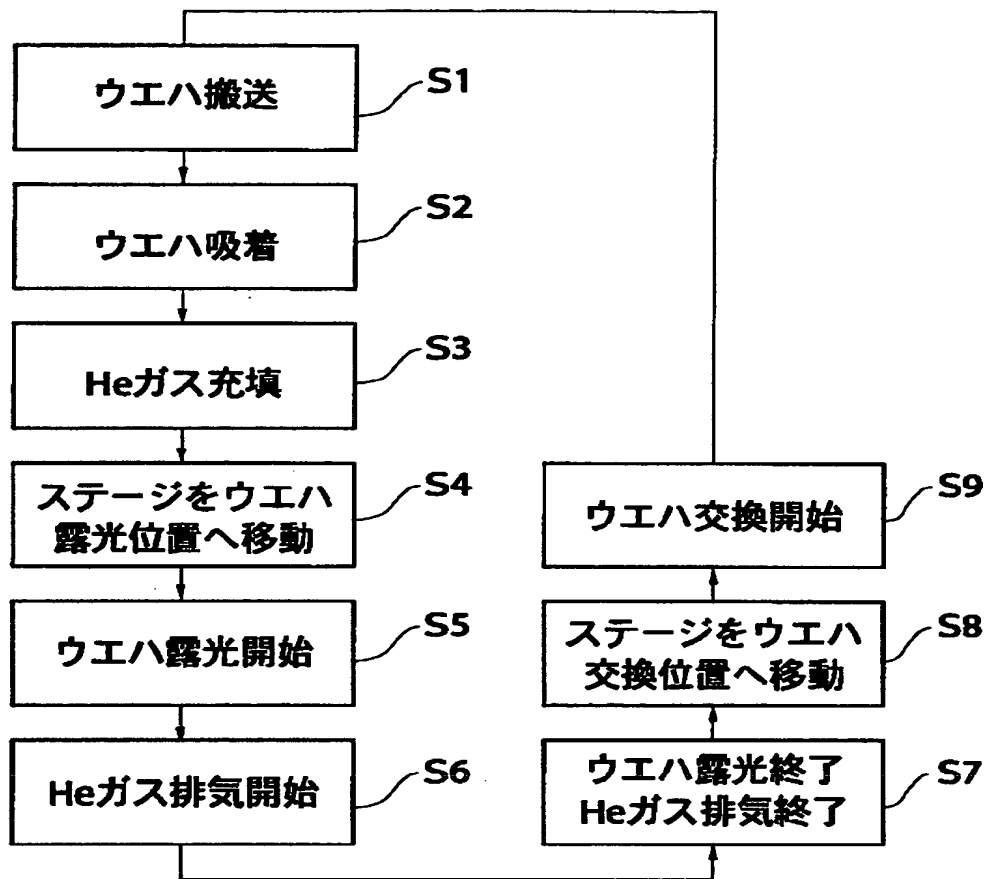 ウエハ搬送
S1
ウエハ吸着
S2
Heガス充填
S3
ステージをウエハ
露光位置へ移動
S4
ウエハ露光開始
S5
Heガス排気開始
S6
ウエハ露光終了
Heガス排気終了
S7
ステージをウエハ
交換位置へ移動
S8
ウエハ交換開始
S9